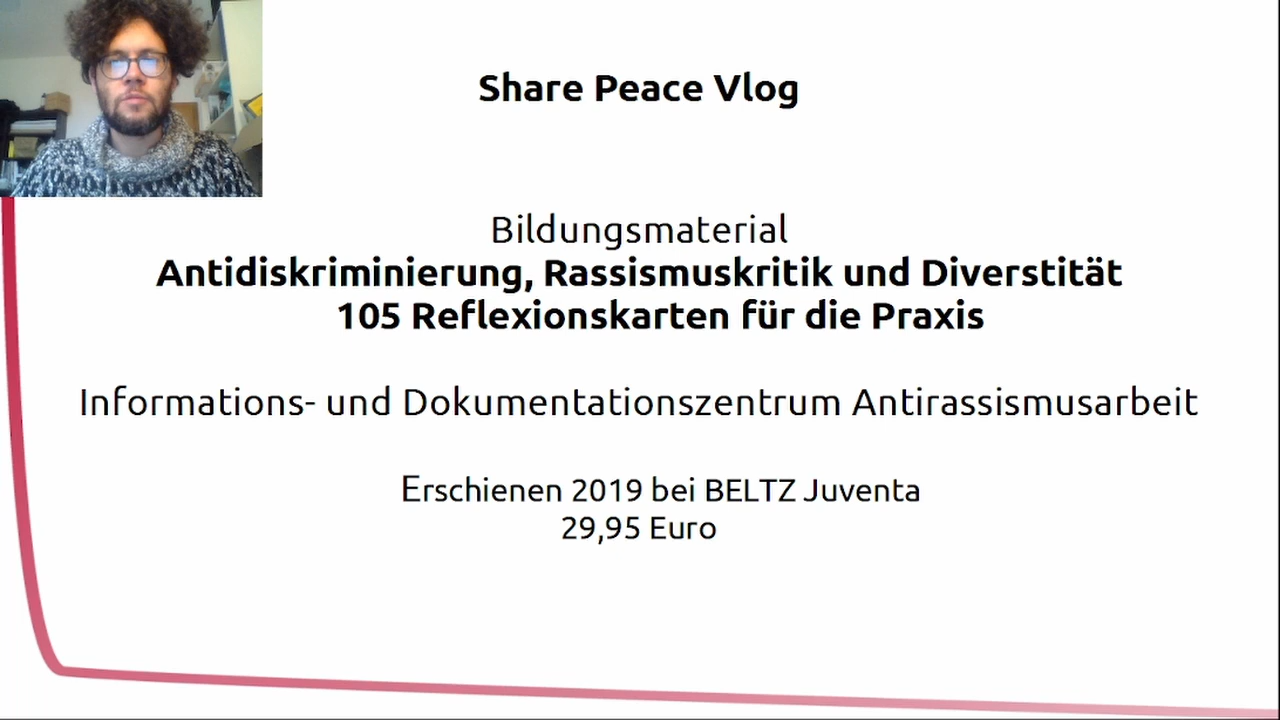 Share Peace Vlog
Bildungsmaterial
Antidiskriminierung, Rassismuskritik und Diverstität
105 Reflexionskarten für die Praxis
Informations- und Dokumentationszentrum Antirassismusarbeit
Erschienen 2019 bei BELTZ Juventa
29,95 Euro